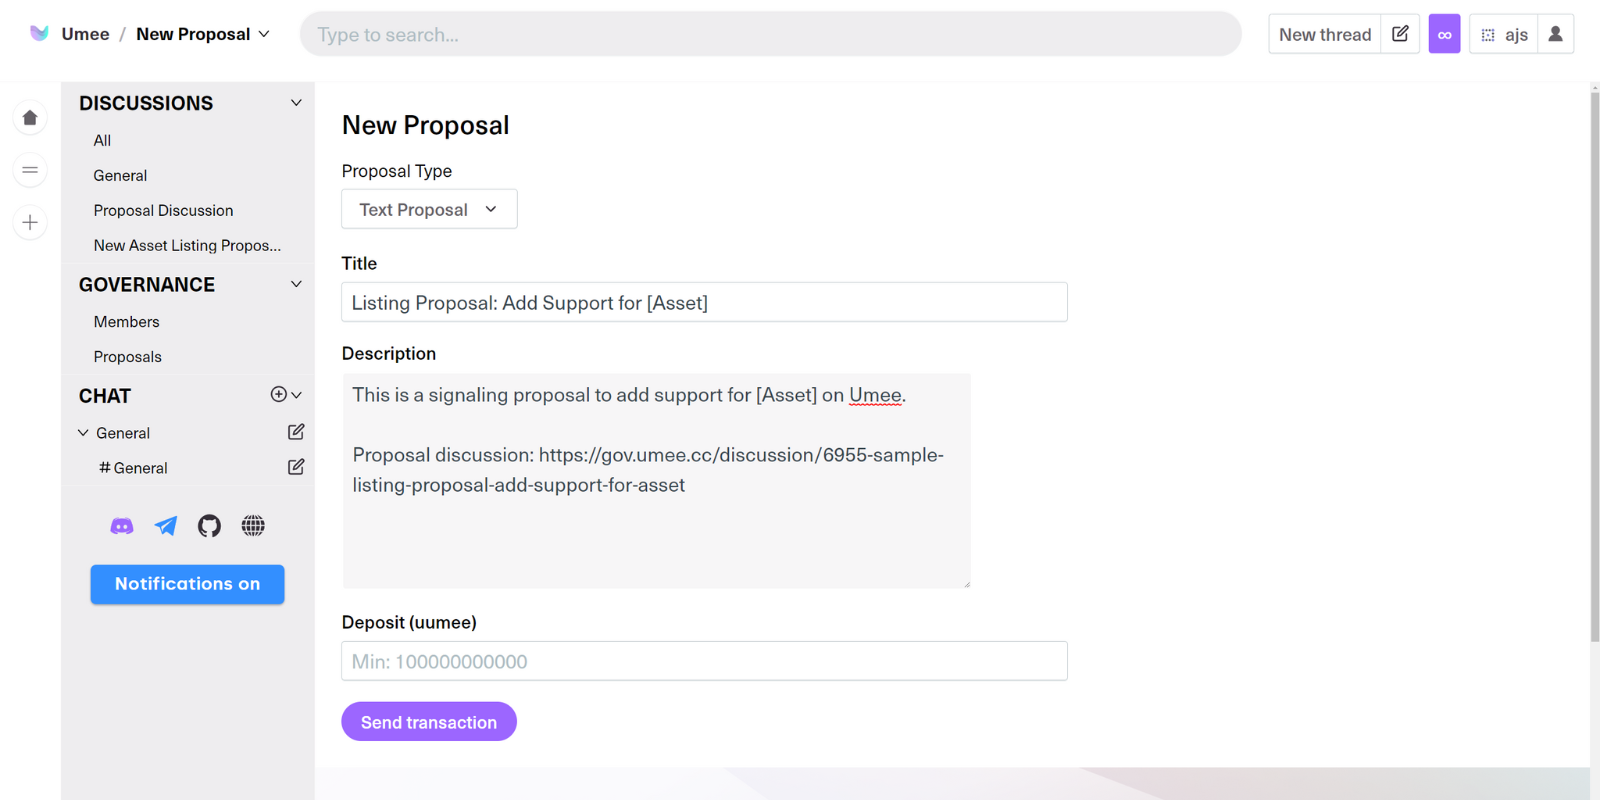 Umee / New Proposal
Type to search...
New thread
∞
ajs
DISCUSSIONS
All
General
Proposal Discussion
New Asset Listing Propos...
GOVERNANCE
Members
Proposals
CHAT
General
# General
Notifications on
New Proposal
Proposal Type
Text Proposal
Title
Listing Proposal: Add Support for [Asset]
Description
This is a signaling proposal to add support for [Asset] on Umee.
Proposal discussion: https://gov.umee.cc/discussion/6955-sample-
listing-proposal-add-support-for-asset
Deposit (uumee)
Min: 100000000000
Send transaction